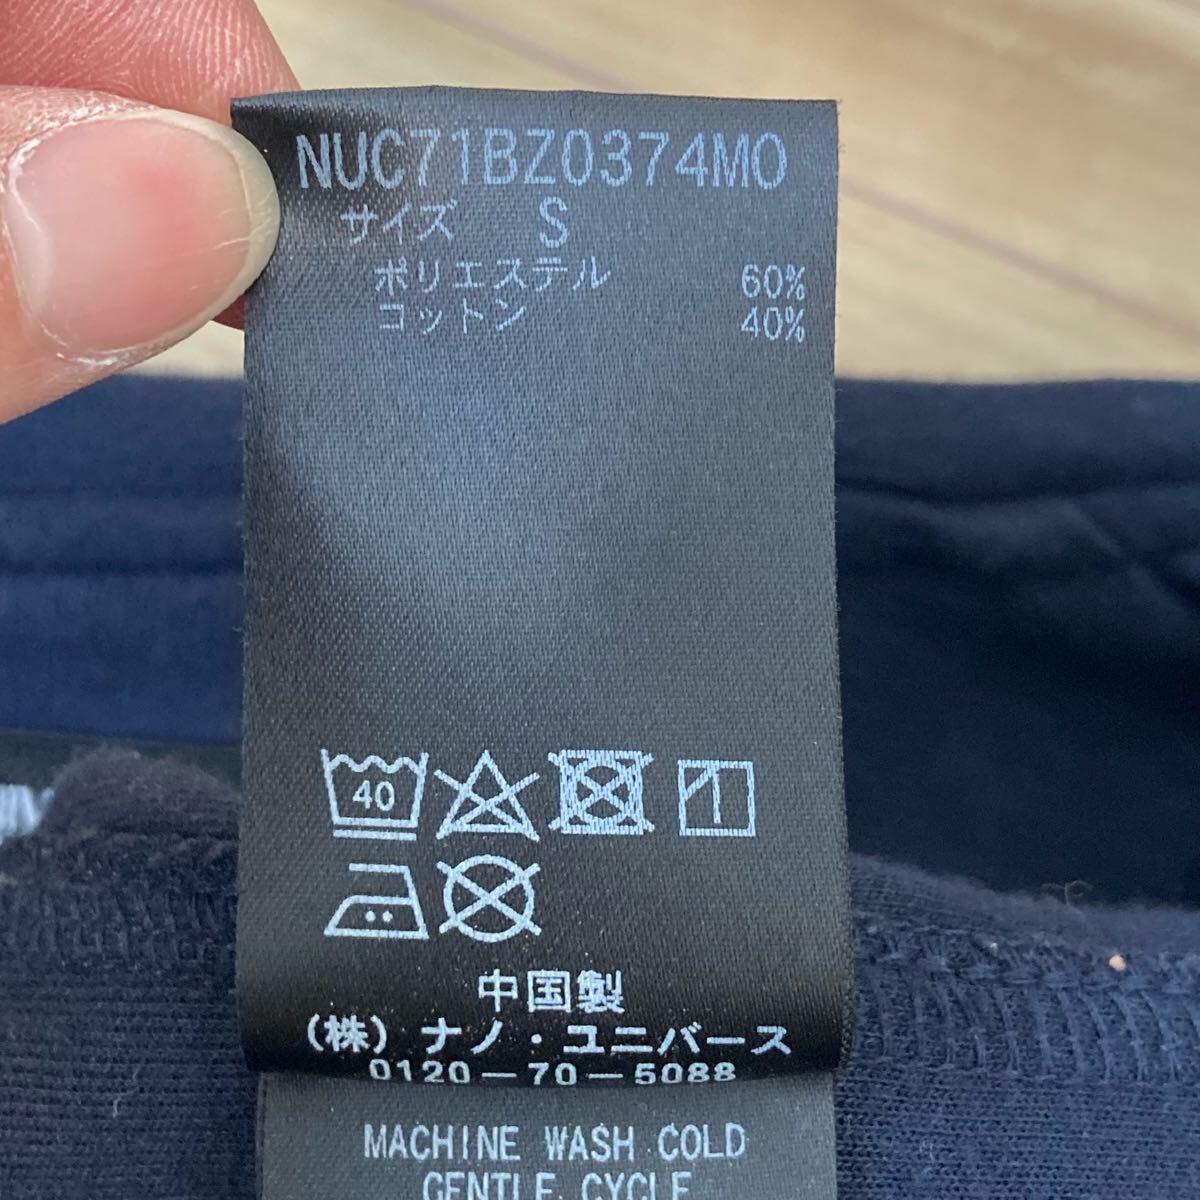 NUC71BZ0374MO
サイズ S
ポリエステル 60%
コットン 40%
40
中国製
(株)ナノ・ユニバース
0120-70-5088
MACHINE WASH COLD
GENTLE CYCLE